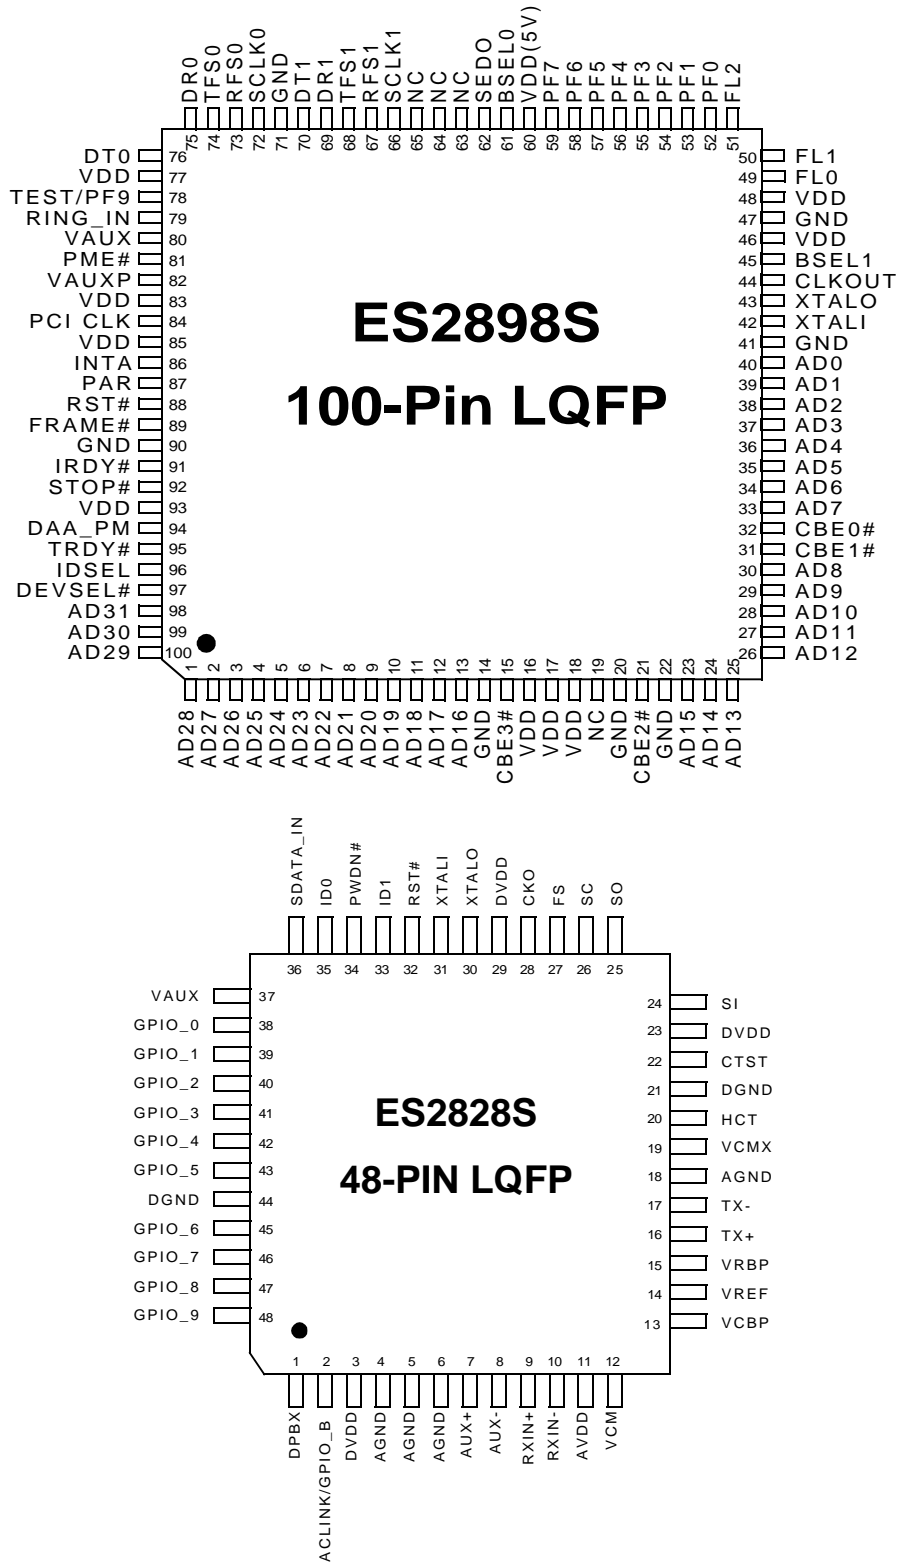 DR0 TFS0 RFS0 SCLK0 GND DT1 DR1 TFS1 RFS1 SCLK1 NC NC NC SEDO BSEL0 VDD(5V) PF7 PF6 PF5 PF4 PF3 PF2 PF1 PF0 FL2
75 74 73 72 71 70 69 68 67 66 65 64 63 62 61 60 59 58 57 56 55 54 53 52 51
DT0 76 50 FL1
VDD 77 49 FL0
TEST/PF9 78 48 VDD
RING_IN 79 47 GND
VAUX 80 46 VDD
PME# 81 45 BSEL1
VAUXP 82 44 CLKOUT
VDD 83 43 XTALO
PCI CLK 84 42 XTALI
VDD 85 41 GND
INTA 86 40 AD0
PAR 87 39 AD1
RST# 88 38 AD2
FRAME# 89 37 AD3
GND 90 36 AD4
IRDY# 91 35 AD5
STOP# 92 34 AD6
VDD 93 33 AD7
DAA_PM 94 32 CBE0#
TRDY# 95 31 CBE1#
IDSEL 96 30 AD8
DEVSEL# 97 29 AD9
AD31 98 28 AD10
AD30 99 27 AD11
AD29 100 26 AD12
ES2898S
100-Pin LQFP
1 2 3 4 5 6 7 8 9 10 11 12 13 14 15 16 17 18 19 20 21 22 23 24 25
AD28 AD27 AD26 AD25 AD24 AD23 AD22 AD21 AD20 AD19 AD18 AD17 AD16 GND CBE3# VDD VDD VDD NC GND CBE2# GND AD15 AD14 AD13
SDATA_IN ID0 PWDN# ID1 RST# XTALI XTALO DVDD CKO FS SC SO
36 35 34 33 32 31 30 29 28 27 26 25
VAUX 37 24 SI
GPIO_0 38 23 DVDD
GPIO_1 39 22 CTST
GPIO_2 40 21 DGND
GPIO_3 41 20 HCT
GPIO_4 42 19 VCMX
GPIO_5 43 18 AGND
DGND 44 17 TX-
GPIO_6 45 16 TX+
GPIO_7 46 15 VRBP
GPIO_8 47 14 VREF
GPIO_9 48 13 VCBP
ES2828S
48-PIN LQFP
1 2 3 4 5 6 7 8 9 10 11 12
DPBX ACLINK/GPIO_B DVDD AGND AGND AGND AUX+ AUX- RXIN+ RXIN- AVDD VCM